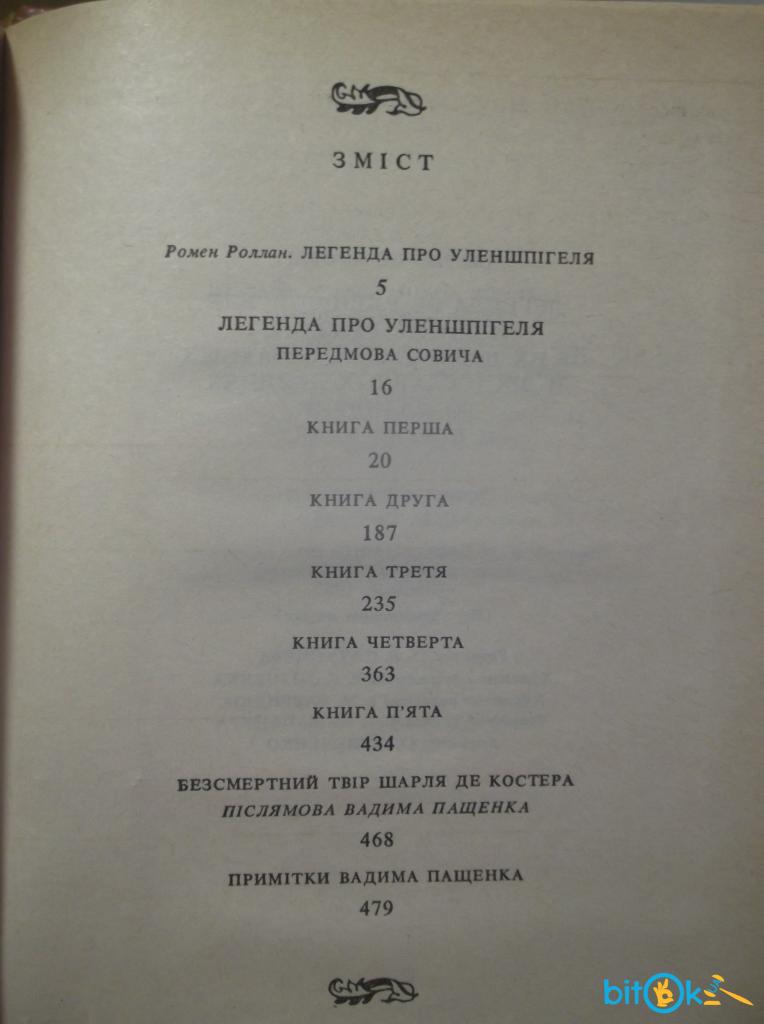 ЗМІСТ
Ромен Роллан. ЛЕГЕНДА ПРО УЛЕНШПІГЕЛЯ
5
ЛЕГЕНДА ПРО УЛЕНШПІГЕЛЯ
ПЕРЕДМОВА СОВИЧА
16
КНИГА ПЕРША
20
КНИГА ДРУГА
187
КНИГА ТРЕТЯ
235
КНИГА ЧЕТВЕРТА
363
КНИГА П'ЯТА
434
БЕЗСМЕРТНИЙ ТВІР ШАРЛЯ ДЕ КОСТЕРА
ПІСЛЯМОВА ВАДИМА ПАЩЕНКА
468
ПРИМІТКИ ВАДИМА ПАЩЕНКА
479
bitOk